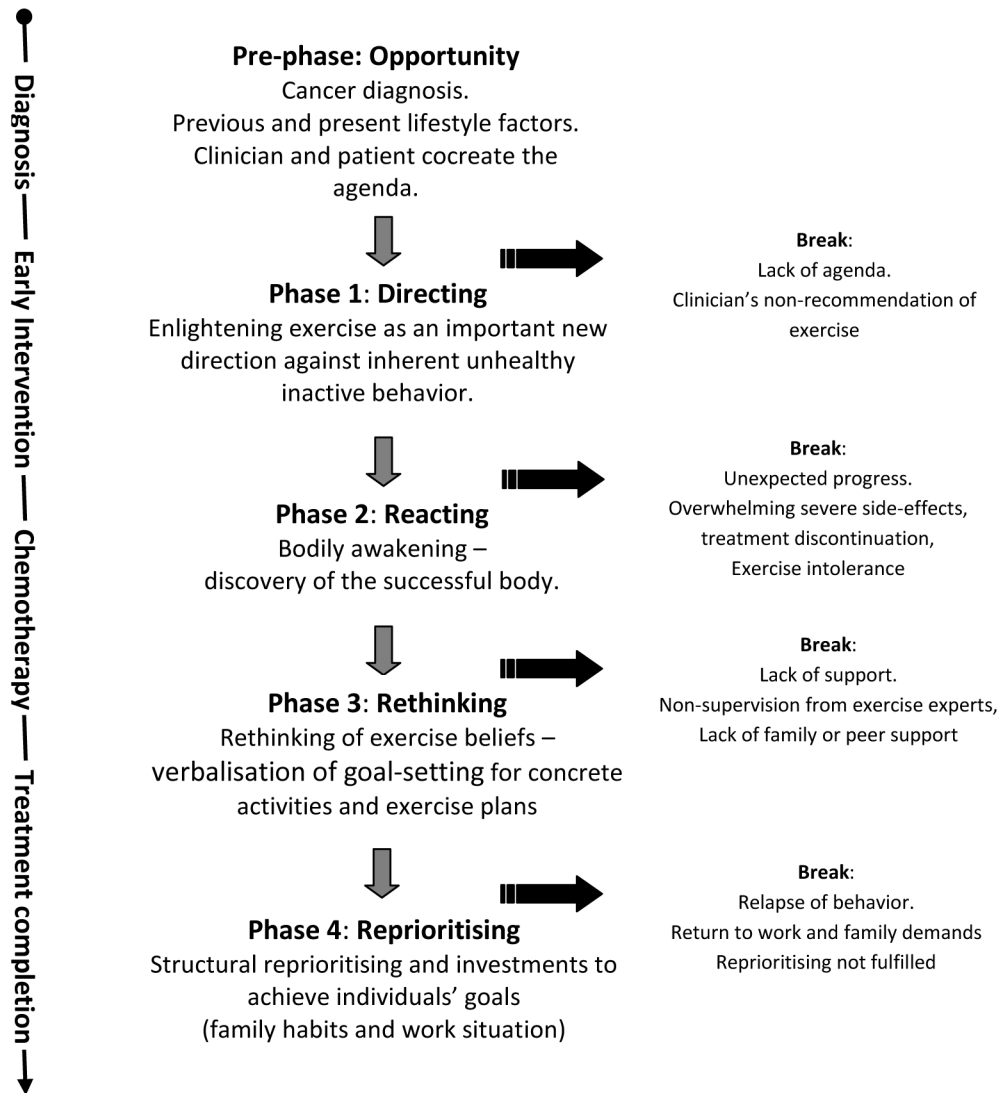 Diagnosis
Early Intervention
Chemotherapy
Treatment completion
Pre-phase: Opportunity
Cancer diagnosis.
Previous and present lifestyle factors.
Clinician and patient cocreate the
agenda.
Break:
Lack of agenda.
Clinician’s non-recommendation of
exercise
Phase 1: Directing
Enlightening exercise as an important new
direction against inherent unhealthy
inactive behavior.
Break:
Unexpected progress.
Overwhelming severe side-effects,
treatment discontinuation,
Exercise intolerance
Phase 2: Reacting
Bodily awakening –
discovery of the successful body.
Break:
Lack of support.
Non-supervision from exercise experts,
Lack of family or peer support
Phase 3: Rethinking
Rethinking of exercise beliefs –
verbalisation of goal-setting for concrete
activities and exercise plans
Break:
Relapse of behavior.
Return to work and family demands
Reprioritising not fulfilled
Phase 4: Reprioritising
Structural reprioritising and investments to
achieve individuals’ goals
(family habits and work situation)